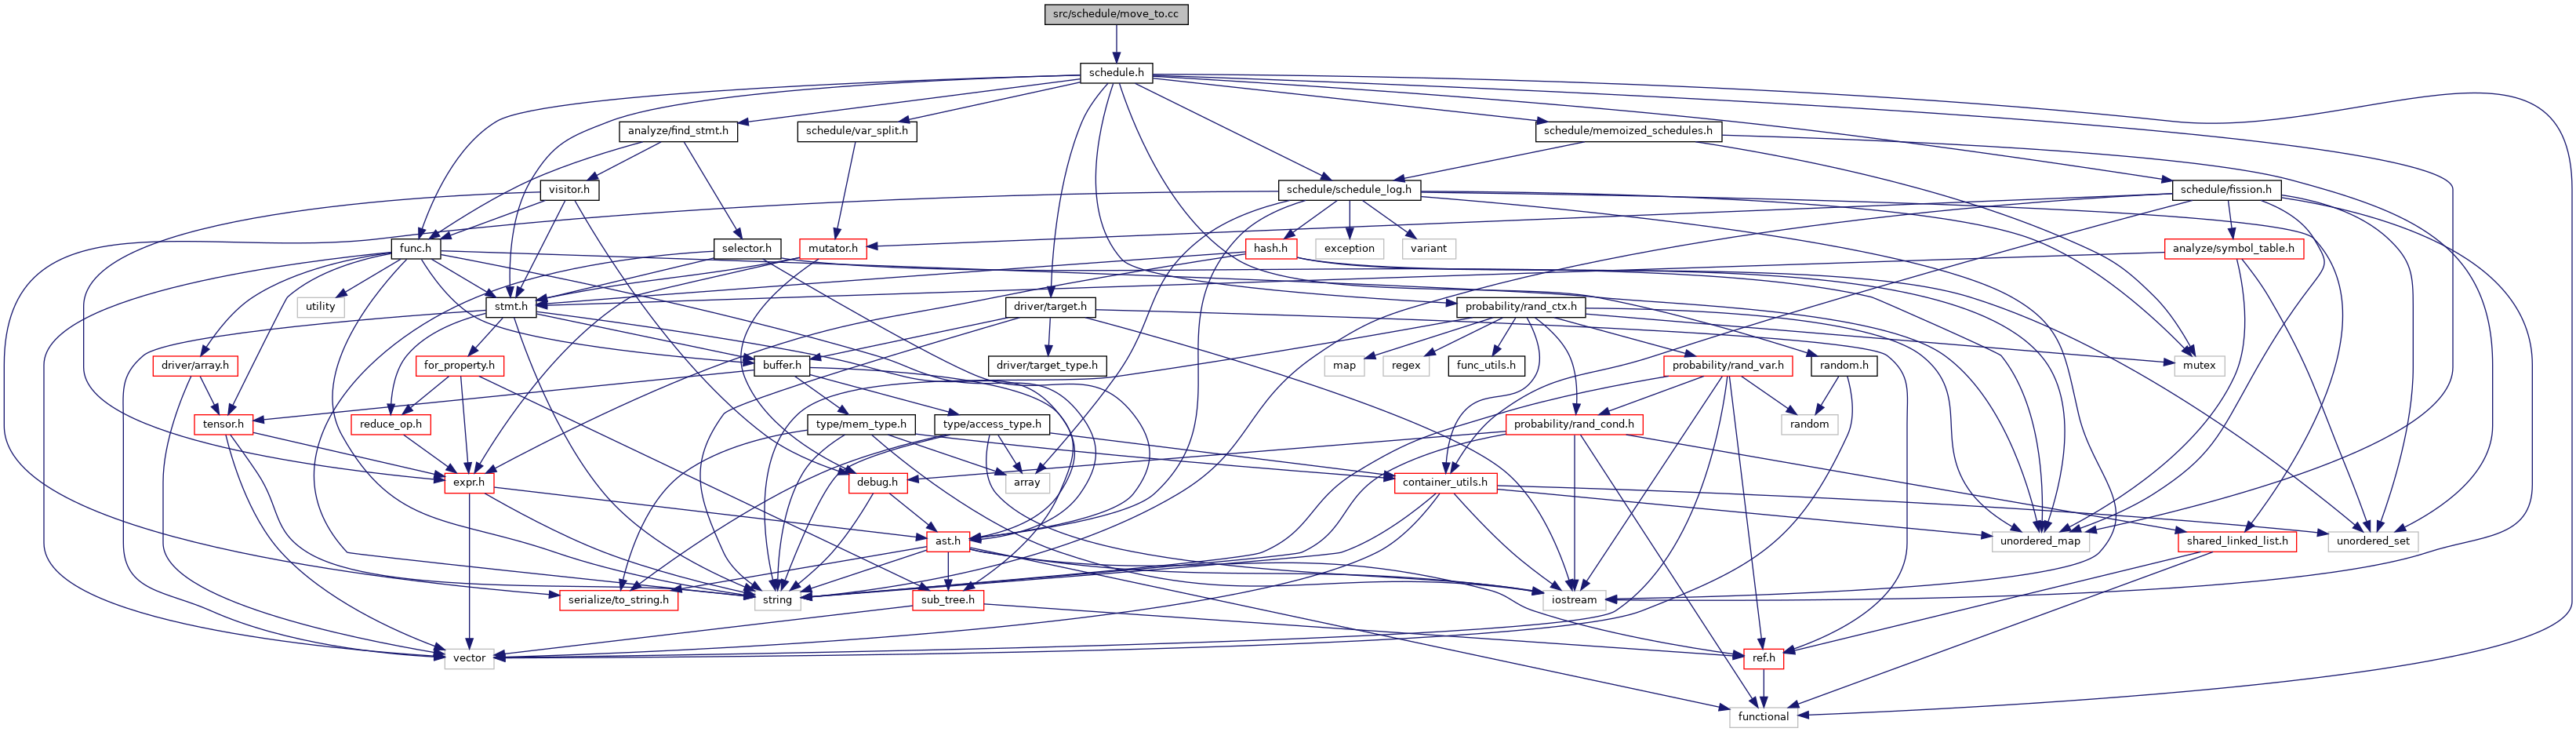 src/schedule/move_to.cc
schedule.h
analyze/find_stmt.h
schedule/var_split.h
schedule/memoized_schedules.h
visitor.h
schedule/schedule_log.h
schedule/fission.h
func.h
selector.h
mutator.h
hash.h
exception
variant
analyze/symbol_table.h
utility
stmt.h
driver/target.h
probability/rand_ctx.h
driver/array.h
for_property.h
buffer.h
driver/target_type.h
map
regex
func_utils.h
probability/rand_var.h
random.h
mutex
tensor.h
reduce_op.h
type/mem_type.h
type/access_type.h
probability/rand_cond.h
random
expr.h
debug.h
array
container_utils.h
ast.h
unordered_map
shared_linked_list.h
unordered_set
serialize/to_string.h
string
sub_tree.h
iostream
vector
ref.h
functional